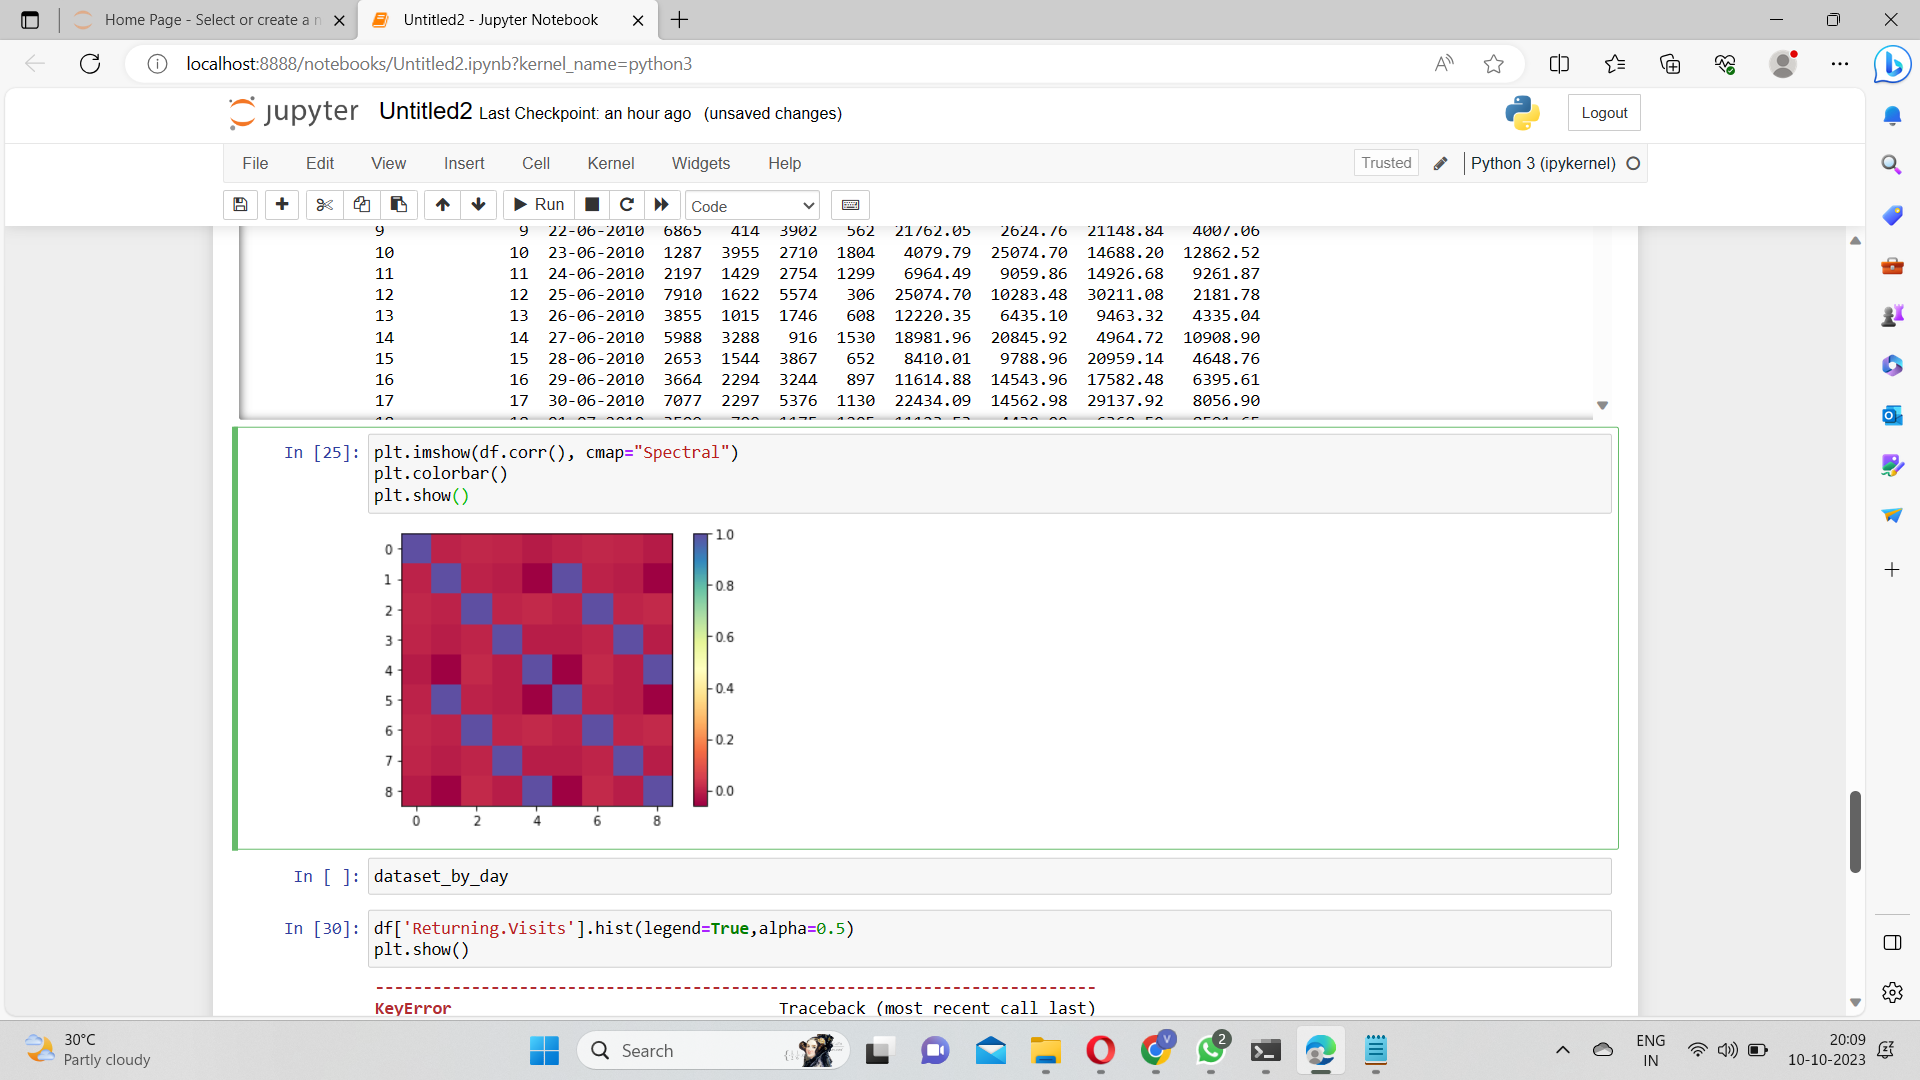 Home Page - Select or create a n
Untitled2 - Jupyter Notebook
localhost:8888/notebooks/Untitled2.ipynb?kernel_name=python3
jupyter Untitled2 Last Checkpoint: an hour ago (unsaved changes)
Logout
File Edit View Insert Cell Kernel Widgets Help
Trusted
Python 3 (ipykernel)
Run
Code
9 9 22-06-2010 6865 414 3902 562 21762.05 2624.76 21148.84 4007.06
10 10 23-06-2010 1287 3955 2710 1804 4079.79 25074.70 14688.20 12862.52
11 11 24-06-2010 2197 1429 2754 1299 6964.49 9059.86 14926.68 9261.87
12 12 25-06-2010 7910 1622 5574 306 25074.70 10283.48 30211.08 2181.78
13 13 26-06-2010 3855 1015 1746 608 12220.35 6435.10 9463.32 4335.04
14 14 27-06-2010 5988 3288 916 1530 18981.96 20845.92 4964.72 10908.90
15 15 28-06-2010 2653 1544 3867 652 8410.01 9788.96 20959.14 4648.76
16 16 29-06-2010 3664 2294 3244 897 11614.88 14543.96 17582.48 6395.61
17 17 30-06-2010 7077 2297 5376 1130 22434.09 14562.98 29137.92 8056.90
In [25]: plt.imshow(df.corr(), cmap="Spectral")
plt.colorbar()
plt.show()
0
1
2
3
4
5
6
7
8
0 2 4 6 8
1.0
0.8
0.6
0.4
0.2
0.0
In [ ]: dataset_by_day
In [30]: df['Returning.Visits'].hist(legend=True,alpha=0.5)
plt.show()
---------------------------------------------------------------------------
KeyError Traceback (most recent call last)
30°C
Partly cloudy
Search
V
2
ENG
IN
20:09
10-10-2023